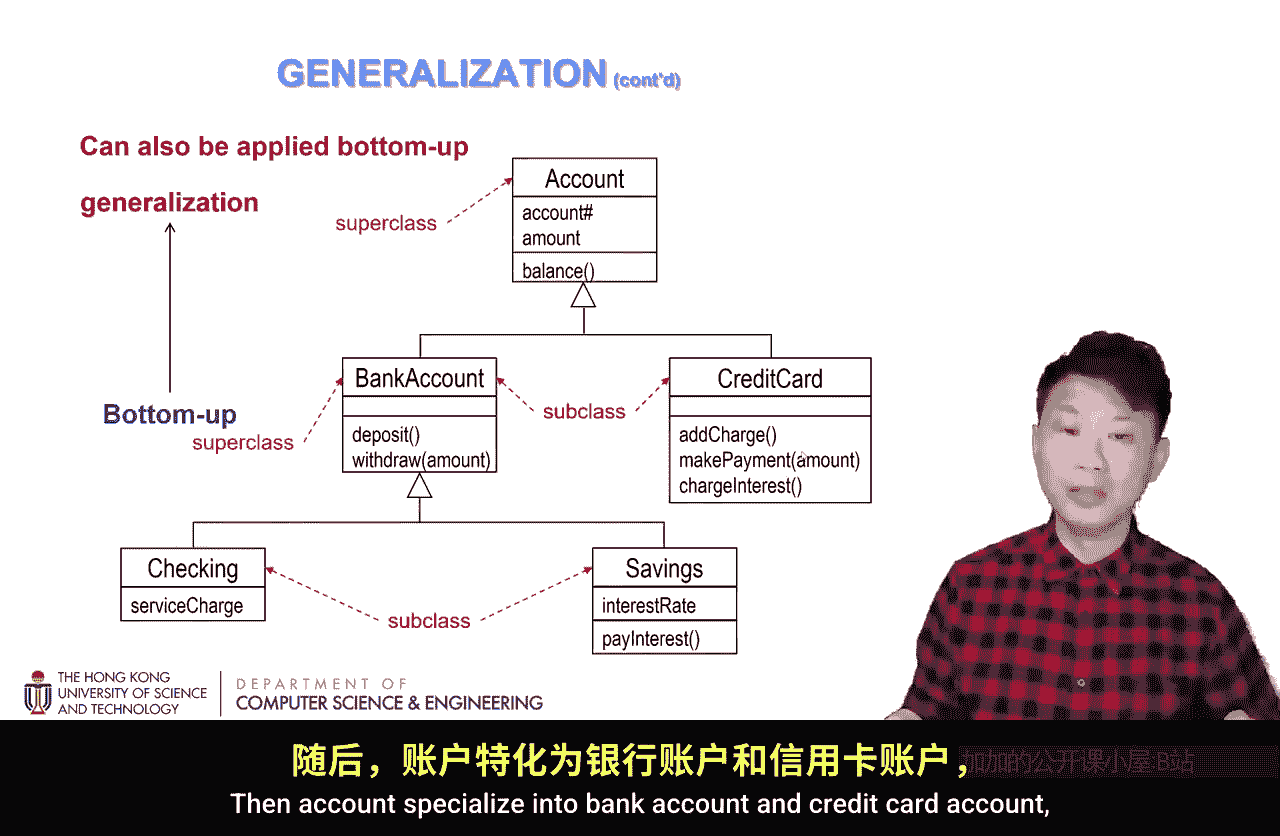 GENERALIZATION (cont'd)
Can also be applied bottom-up
generalization
Bottom-up
superclass
Account
account#
amount
balance()
superclass
BankAccount
deposit()
withdraw(amount)
subclass
CreditCard
addCharge()
makePayment(amount)
chargeInterest()
Checking
serviceCharge
subclass
Savings
interestRate
payInterest()
THE HONG KONG
UNIVERSITY OF SCIENCE
AND TECHNOLOGY
DEPARTMENT OF
COMPUTER SCIENCE & ENGINEERING
随后，账户特化为银行账户和信用卡账户，
加加的公开课小屋 B站
Then account specialize into bank account and credit card account,